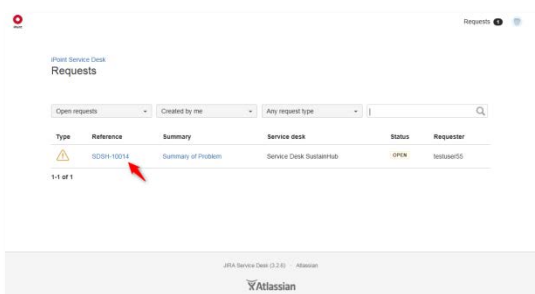 Requests 1
iPoint Service Desk
Requests
Open requests
Created by me
Any request type
Type Reference Summary Service desk Status Requester
SDSH-10014 Summary of Problem Service Desk SustainHub OPEN testuser55
1-1 of 1
JIRA Service Desk (3.2.6) · Atlassian
Atlassian